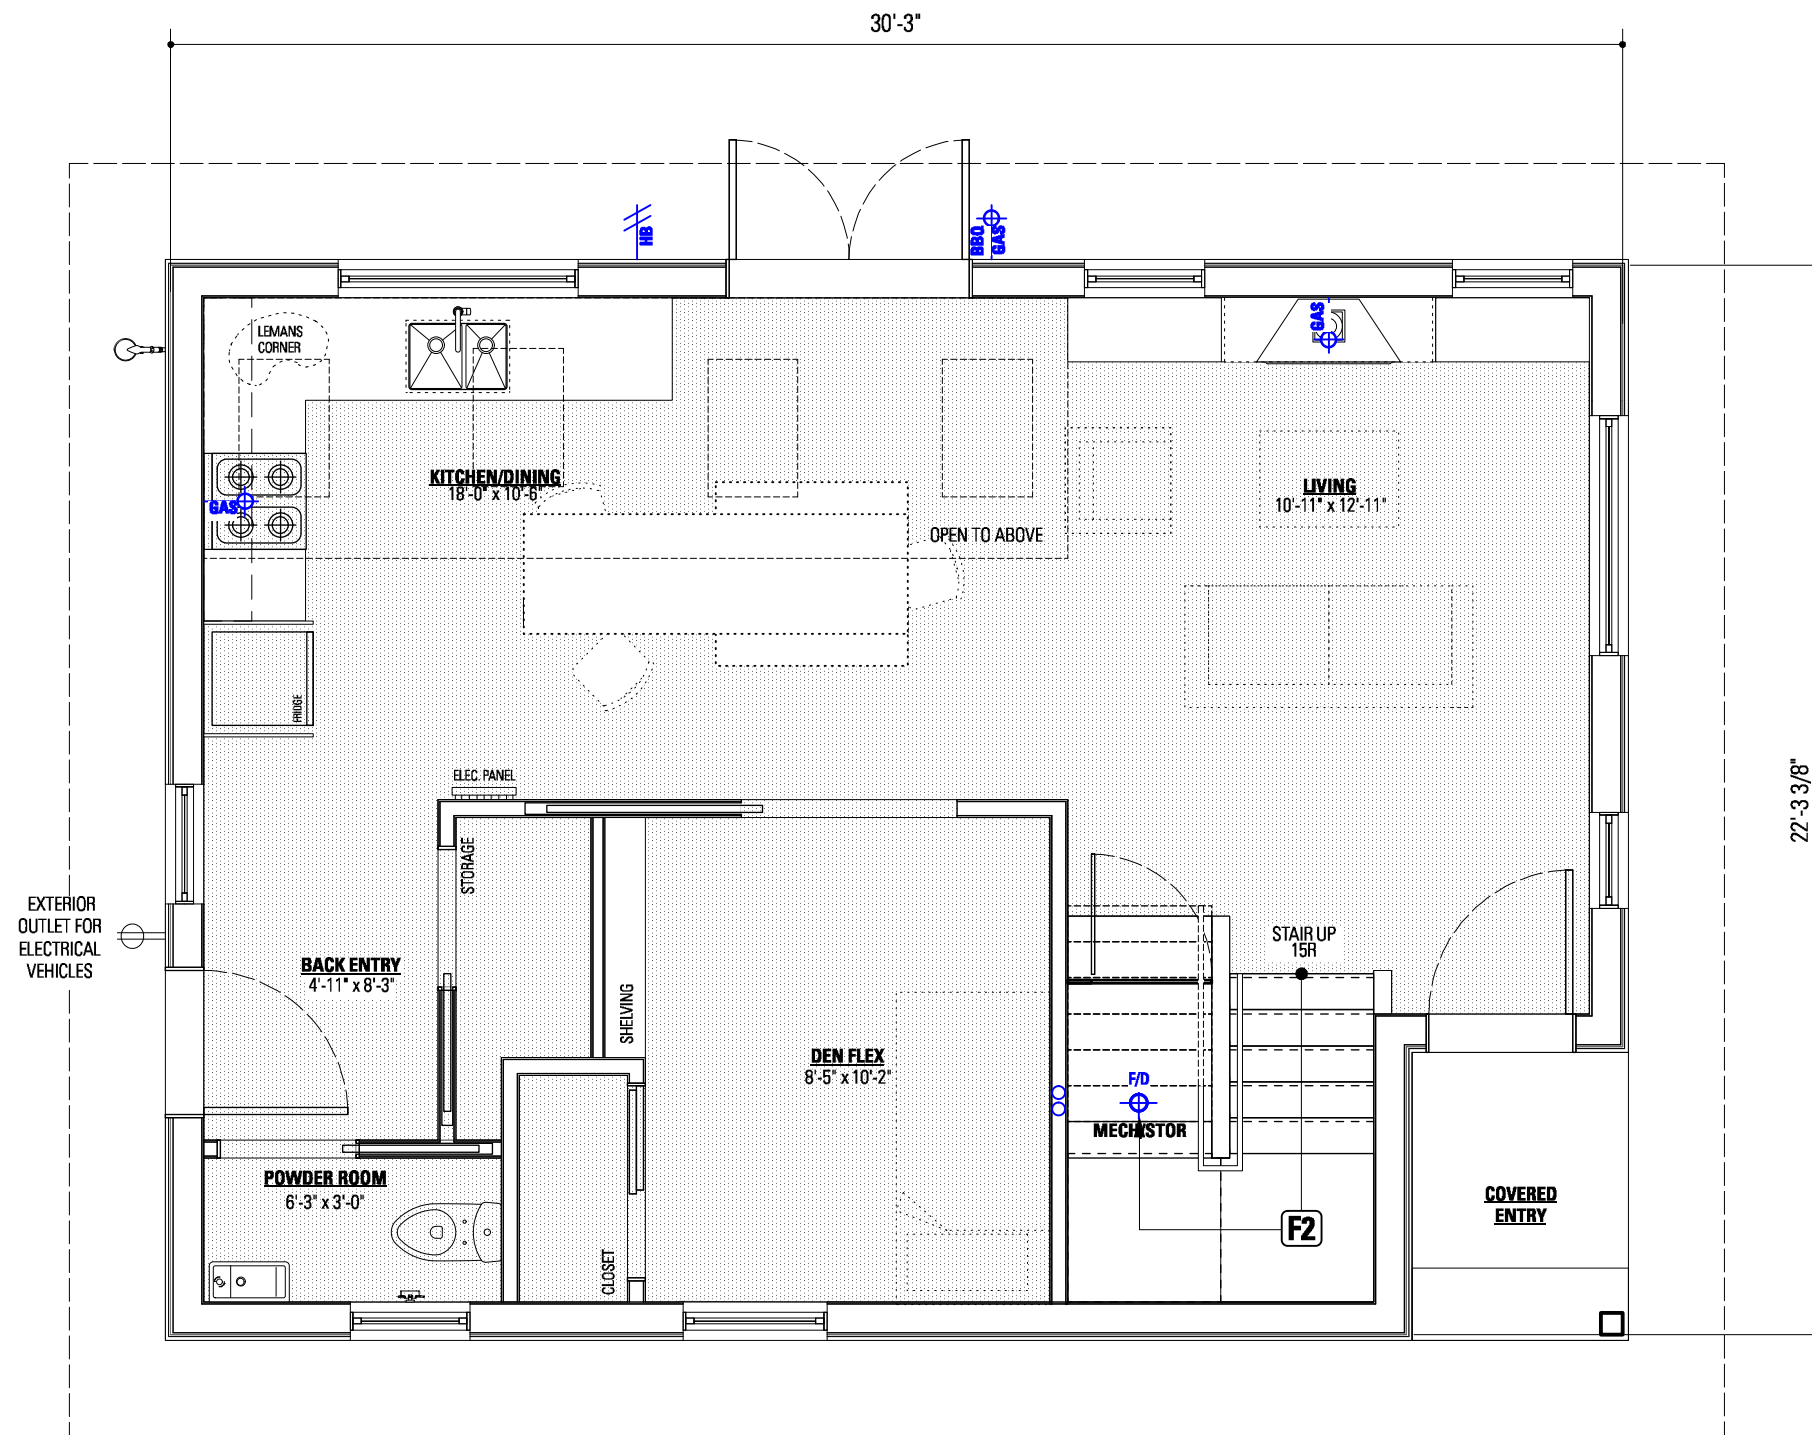 30'-3"
HB
BBQ
GAS
LEMANS
CORNER
GAS
KITCHEN/DINING
18'-0" x 10'-6"
GAS
LIVING
10'-11" x 12'-11"
OPEN TO ABOVE
FRIDGE
ELEC. PANEL
22'-3 3/8"
STORAGE
EXTERIOR
OUTLET FOR
ELECTRICAL
VEHICLES
STAIR UP
15R
BACK ENTRY
4'-11" x 8'-3"
SHELVING
DEN FLEX
8'-5" x 10'-2"
F/D
MECH/STOR
POWDER ROOM
6'-3" x 3'-0"
COVERED
ENTRY
F2
CLOSET